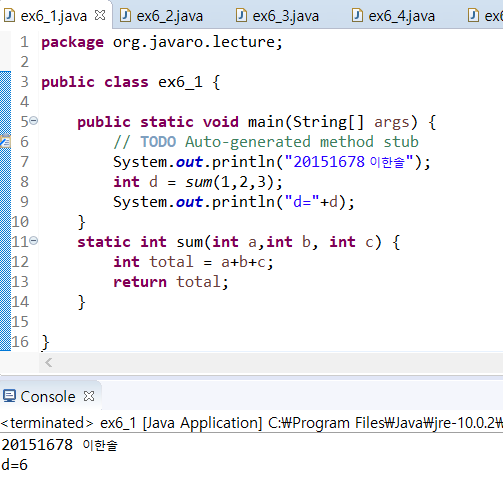 ex6_1.java ex6_2.java ex6_3.java ex6_4.java ex
1 package org.javaro.lecture;
2
3 public class ex6_1 {
4
5 public static void main(String[] args) {
6 // TODO Auto-generated method stub
7 System.out.println("20151678 이한솔");
8 int d = sum(1,2,3);
9 System.out.println("d="+d);
10 }
11 static int sum(int a,int b, int c) {
12 int total = a+b+c;
13 return total;
14 }
15
16 }
Console
<terminated> ex6_1 [Java Application] C:₩Program Files₩Java₩jre-10.0.2₩
20151678 이한솔
d=6